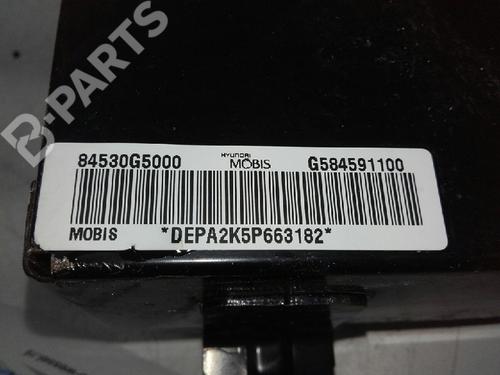 B-PARTS
84530G5000 HYUNDAI MOBIS G584591100
MOBIS *DEPA2K5P663182*